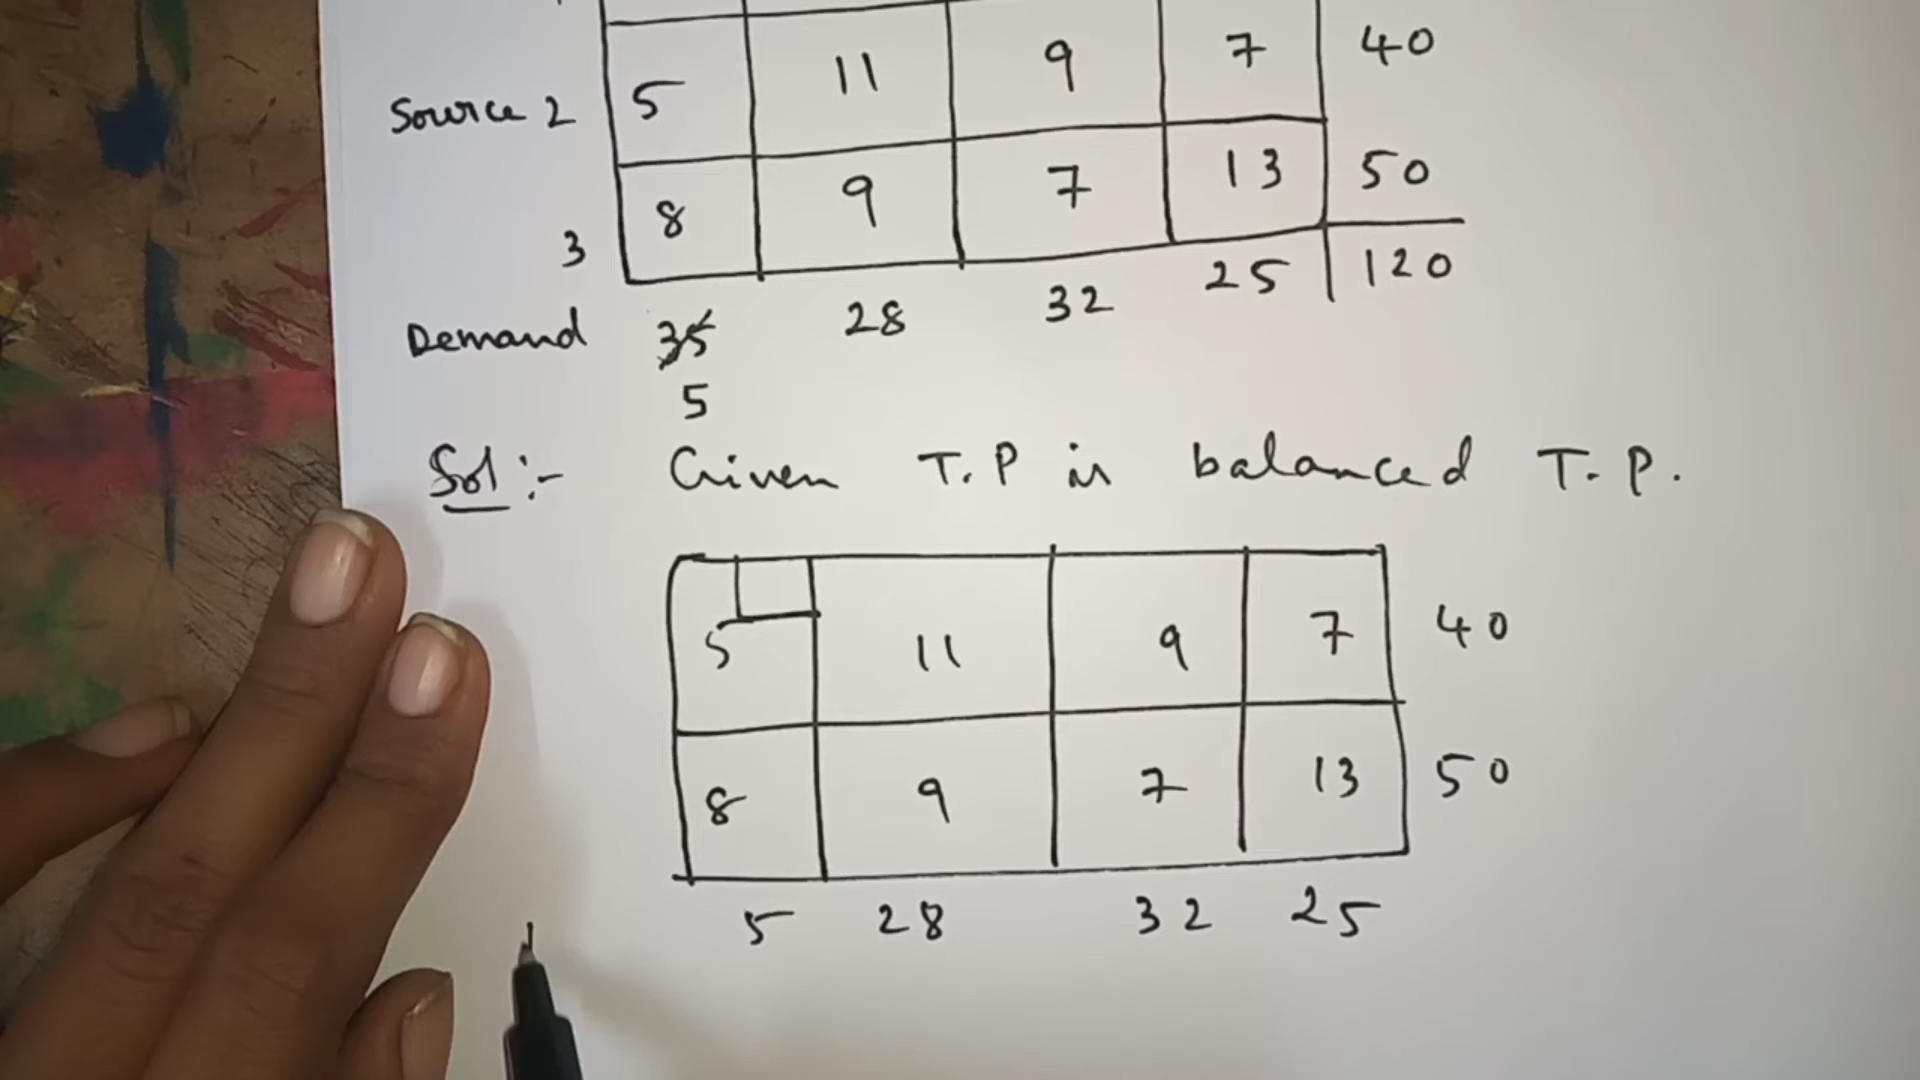 5 11 9 7 40
Source 2
8 9 7 13 50
3
25 120
Demand 35 28 32
5
Sol :- Given T.P is balanced T.P.
5 11 9 7 40
8 9 7 13 50
5 28 32 25